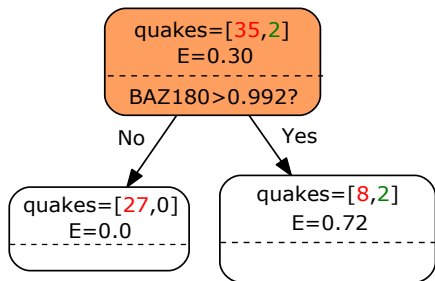 quakes=[35,2]
E=0.30
BAZ180>0.992?
No
Yes
quakes=[27,0]
E=0.0
quakes=[8,2]
E=0.72